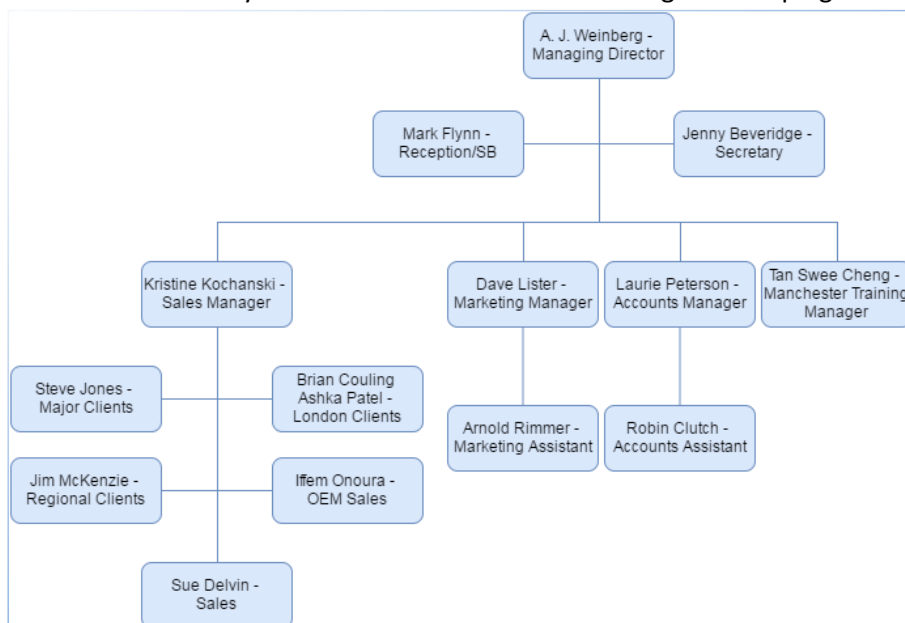 A. J. Weinberg -
Managing Director
Mark Flynn -
Reception/SB
Jenny Beveridge -
Secretary
Kristine Kochanski -
Sales Manager
Dave Lister -
Marketing Manager
Laurie Peterson -
Accounts Manager
Tan Swee Cheng -
Manchester Training
Manager
Steve Jones -
Major Clients
Brian Couling
Ashka Patel -
London Clients
Arnold Rimmer -
Marketing Assistant
Robin Clutch -
Accounts Assistant
Jim McKenzie -
Regional Clients
Iffem Onoura -
OEM Sales
Sue Delvin -
Sales